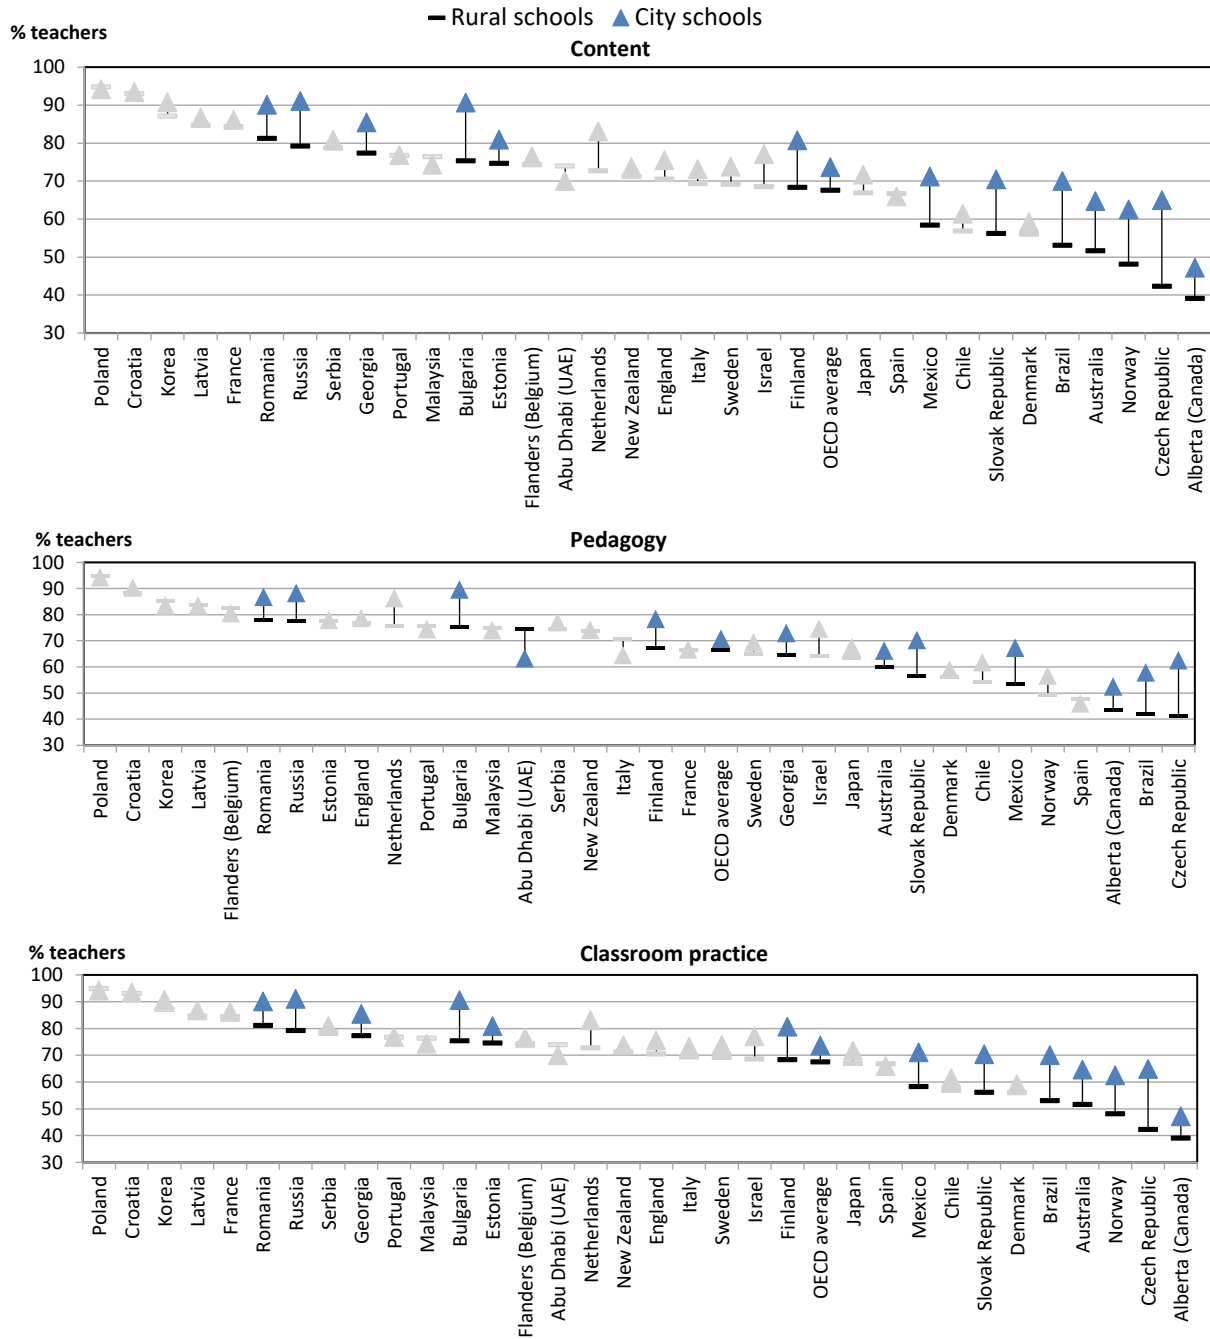 Rural schools City schools
% teachers
Content
100
90
80
70
60
50
40
30
Poland
Croatia
Korea
Latvia
France
Romania
Russia
Serbia
Georgia
Portugal
Malaysia
Bulgaria
Estonia
Flanders (Belgium)
Abu Dhabi (UAE)
Netherlands
New Zealand
England
Italy
Sweden
Israel
Finland
OECD average
Japan
Spain
Mexico
Chile
Slovak Republic
Denmark
Brazil
Australia
Norway
Czech Republic
Alberta (Canada)
% teachers
Pedagogy
100
90
80
70
60
50
40
30
Poland
Croatia
Korea
Latvia
Flanders (Belgium)
Romania
Russia
Estonia
England
Netherlands
Portugal
Bulgaria
Malaysia
Abu Dhabi (UAE)
Serbia
New Zealand
Italy
Finland
France
OECD average
Sweden
Georgia
Israel
Japan
Australia
Slovak Republic
Denmark
Chile
Mexico
Norway
Spain
Alberta (Canada)
Brazil
Czech Republic
% teachers
Classroom practice
100
90
80
70
60
50
40
30
Poland
Croatia
Korea
Latvia
France
Romania
Russia
Serbia
Georgia
Portugal
Malaysia
Bulgaria
Estonia
Flanders (Belgium)
Abu Dhabi (UAE)
Netherlands
New Zealand
England
Italy
Sweden
Israel
Finland
OECD average
Japan
Spain
Mexico
Chile
Slovak Republic
Denmark
Brazil
Australia
Norway
Czech Republic
Alberta (Canada)